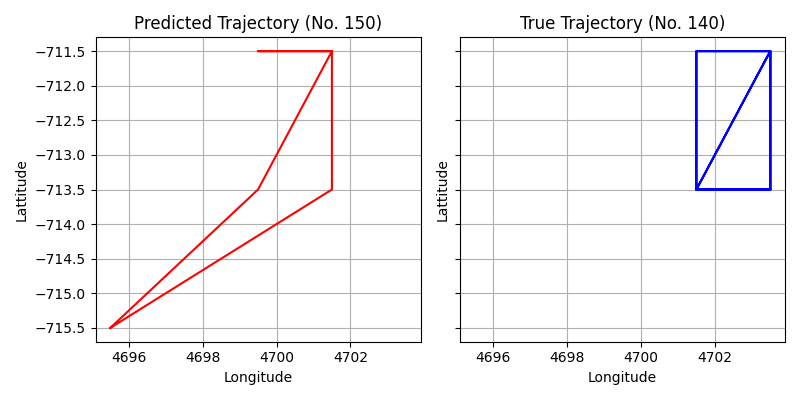 Predicted Trajectory (No. 150)
True Trajectory (No. 140)
Lattitude
−711.5
−712.0
−712.5
−713.0
−713.5
−714.0
−714.5
−715.0
−715.5
4696 4698 4700 4702
Longitude
Lattitude
4696 4698 4700 4702
Longitude